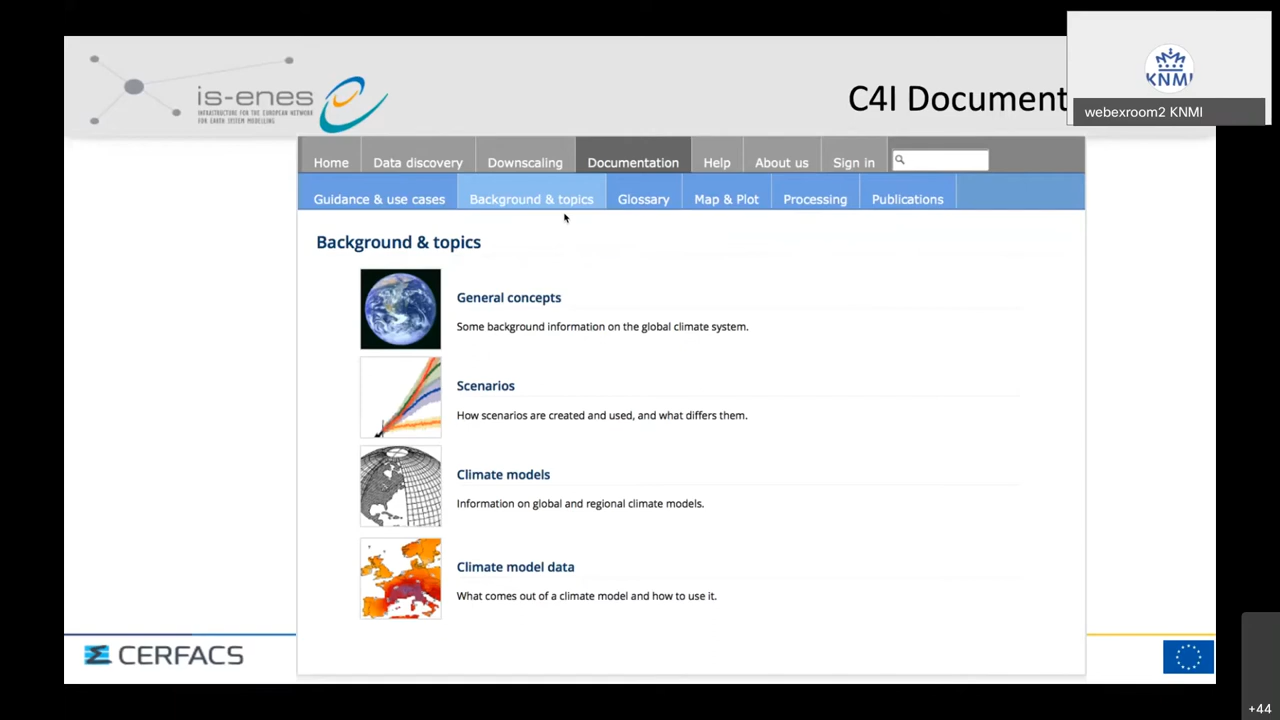 is-enes
INFRASTRUCTURE FOR THE EUROPEAN NETWORK
FOR EARTH SYSTEM MODELLING
C4I Document
KNMI
webexroom2 KNMI
Home Data discovery Downscaling Documentation Help About us Sign in
Guidance & use cases Background & topics Glossary Map & Plot Processing Publications
Background & topics
General concepts
Some background information on the global climate system.
Scenarios
How scenarios are created and used, and what differs them.
Climate models
Information on global and regional climate models.
Climate model data
What comes out of a climate model and how to use it.
CERFACS
+44